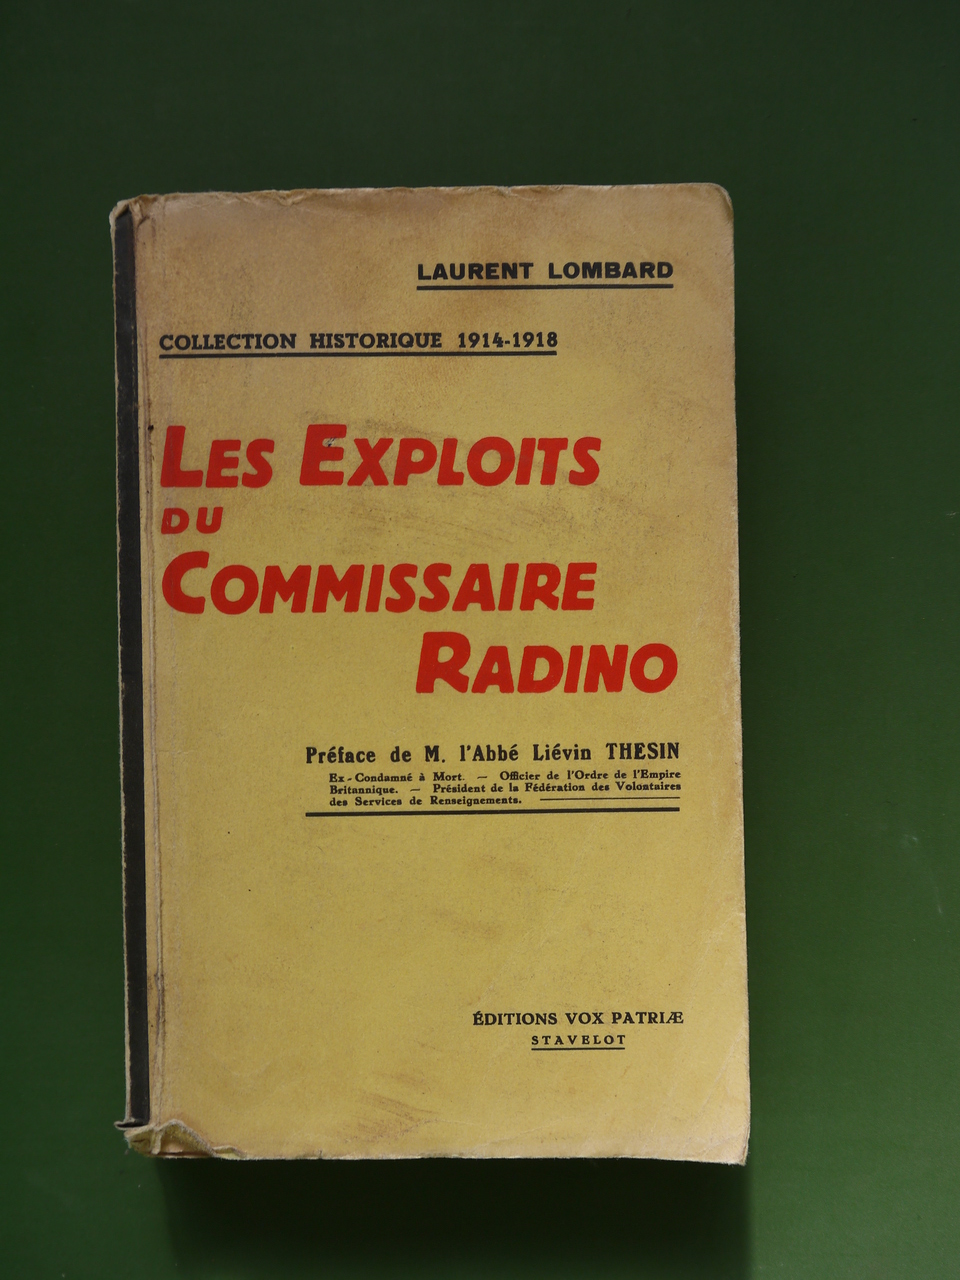 LAURENT LOMBARD
COLLECTION HISTORIQUE 1914-1918
LES EXPLOITS
DU
COMMISSAIRE
RADINO
Préface de M. l'Abbé Liévin THESIN
Ex-Condamné à Mort. — Officier de l'Ordre de l'Empire
Britannique. — Président de la Fédération des Volontaires
des Services de Renseignements.
ÉDITIONS VOX PATRIÆ
STAVELOT